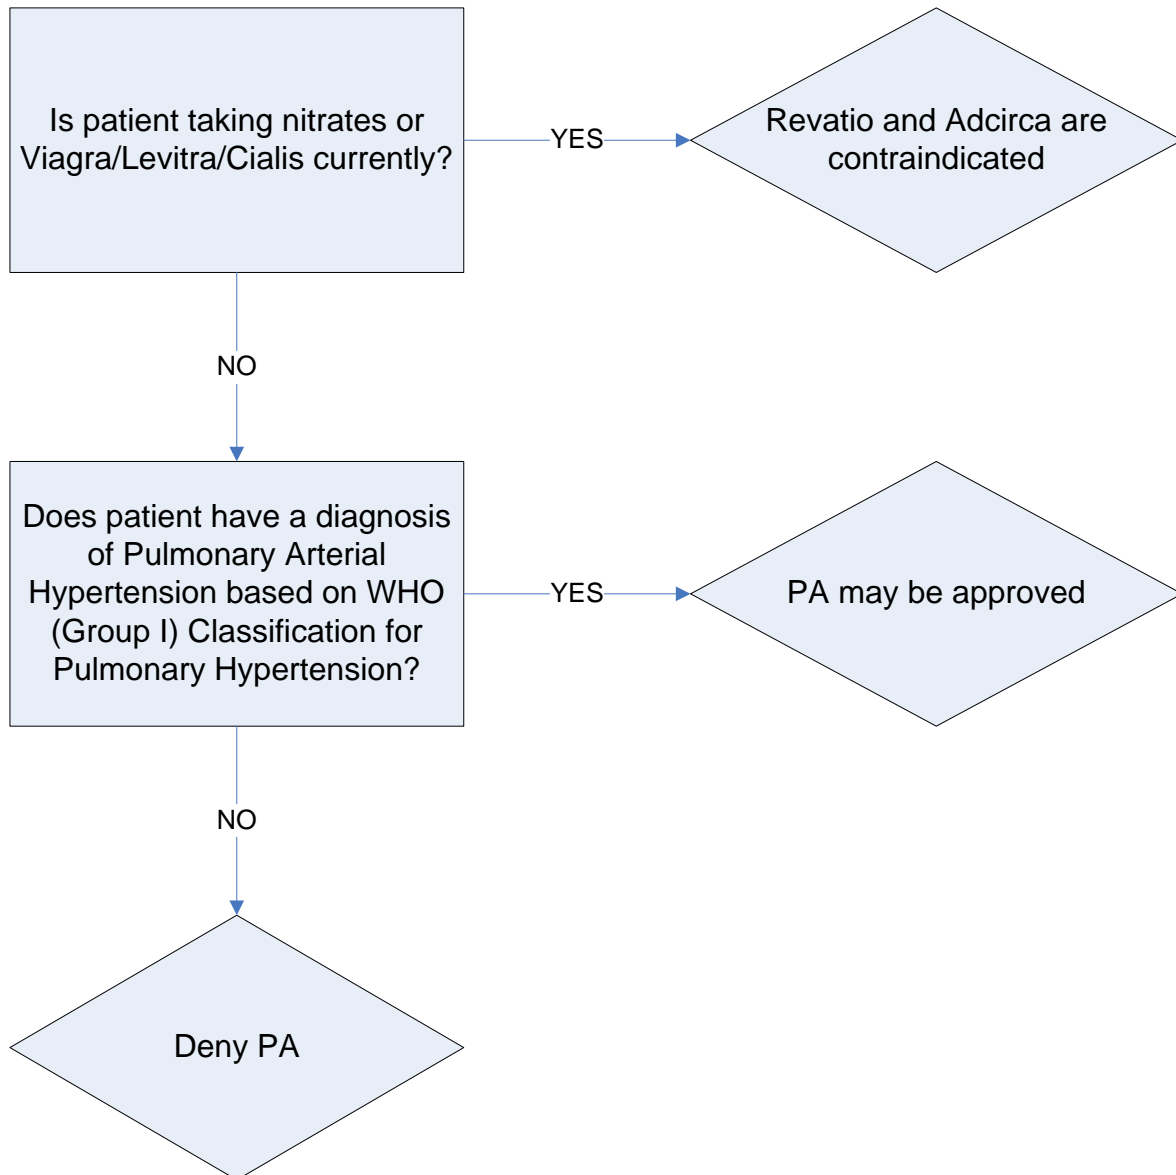 Is patient taking nitrates or
Viagra/Levitra/Cialis currently?
YES
Revatio and Adcirca are
contraindicated
NO
Does patient have a diagnosis
of Pulmonary Arterial
Hypertension based on WHO
(Group I) Classification for
Pulmonary Hypertension?
YES
PA may be approved
NO
Deny PA